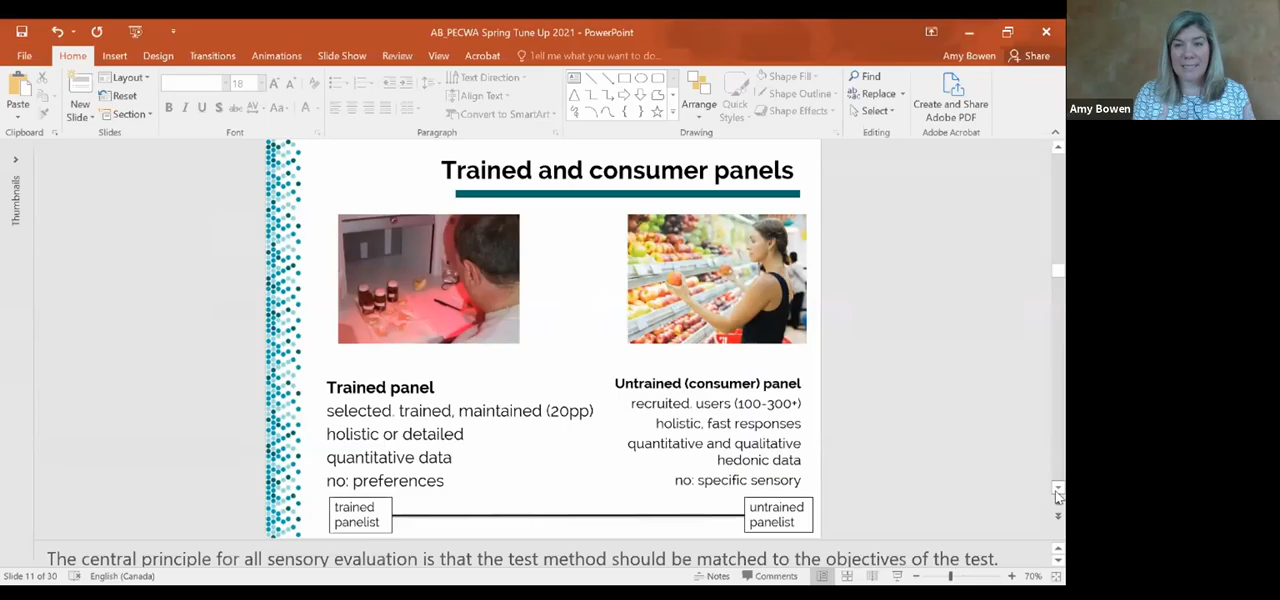 AB_PECWA Spring Tune Up 2021 - PowerPoint
File Home Insert Design Transitions Animations Slide Show Review View Acrobat Tell me what you want to do... Amy Bowen Share
Paste
Clipboard
New Slide
Layout
Reset
Section
Slides
18
B I U S abc AV Aa A
Font
Text Direction
Align Text
Convert to SmartArt
Paragraph
Arrange
Quick Styles
Shape Fill
Shape Outline
Shape Effects
Drawing
Find
Replace
Select
Editing
Create and Share
Adobe PDF
Adobe Acrobat
Amy Bowen
Thumbnails
Trained and consumer panels
Trained panel
selected. trained, maintained (20pp)
holistic or detailed
quantitative data
no: preferences
Untrained (consumer) panel
recruited. users (100-300+)
holistic, fast responses
quantitative and qualitative
hedonic data
no: specific sensory
trained
panelist
untrained
panelist
The central principle for all sensory evaluation is that the test method should be matched to the objectives of the test.
Slide 11 of 30 English (Canada) Notes Comments 70%